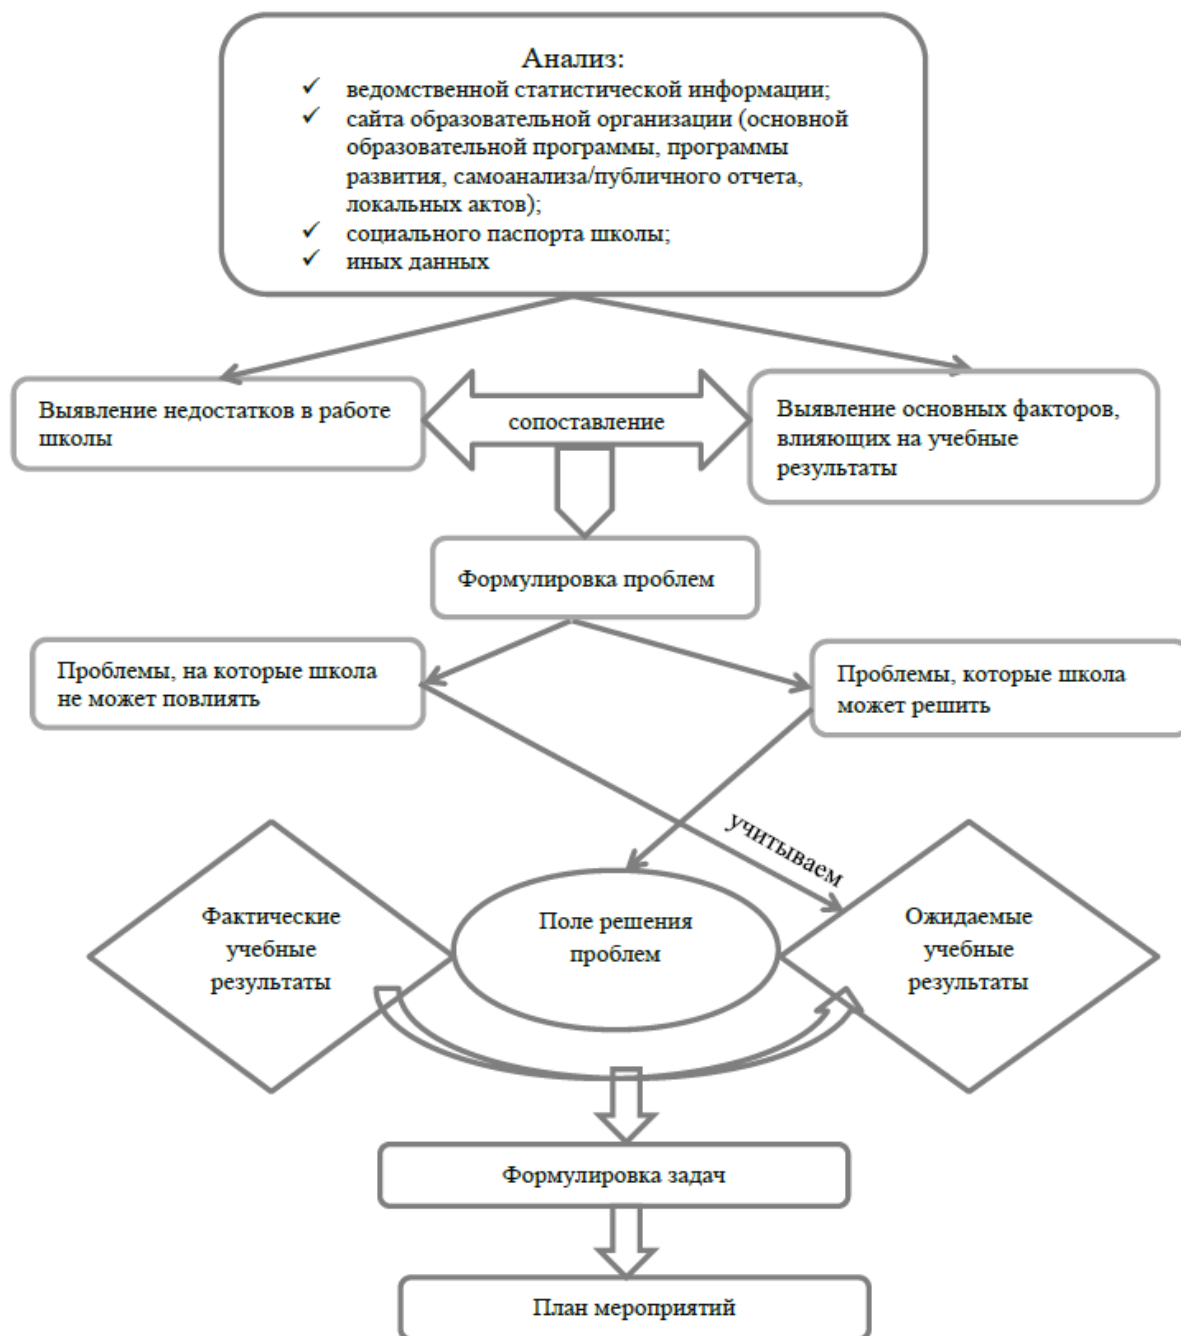 Анализ:
✓ ведомственной статистической информации;
✓ сайта образовательной организации (основной
образовательной программы, программы
развития, самоанализа/публичного отчета,
локальных актов);
✓ социального паспорта школы;
✓ иных данных
Выявление недостатков в работе
школы
сопоставление
Выявление основных факторов,
влияющих на учебные
результаты
Формулировка проблем
Проблемы, на которые школа
не может повлиять
Проблемы, которые школа
может решить
учитываем
Фактические
учебные
результаты
Поле решения
проблем
Ожидаемые
учебные
результаты
Формулировка задач
План мероприятий